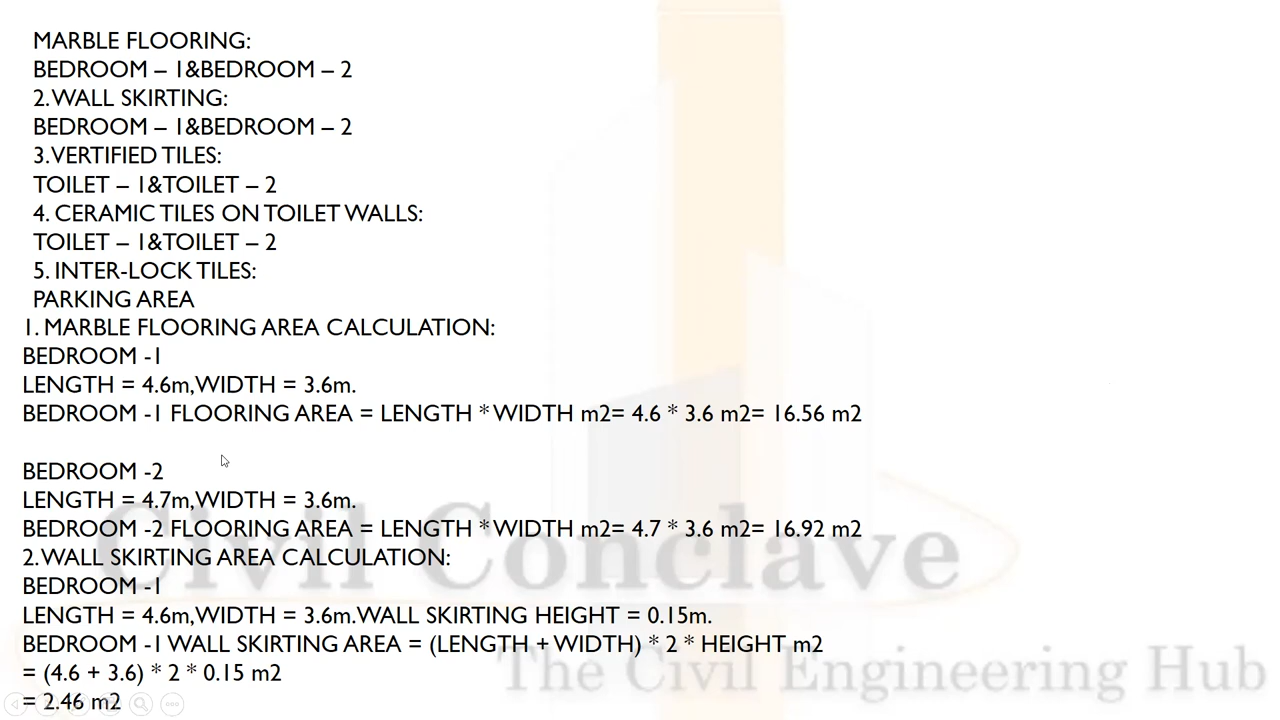 MARBLE FLOORING:
BEDROOM – 1&BEDROOM – 2
2.WALL SKIRTING:
BEDROOM – 1&BEDROOM – 2
3.VERTIFIED TILES:
TOILET – 1&TOILET – 2
4. CERAMIC TILES ON TOILET WALLS:
TOILET – 1&TOILET – 2
5. INTER-LOCK TILES:
PARKING AREA
1. MARBLE FLOORING AREA CALCULATION:
BEDROOM -1
LENGTH = 4.6m,WIDTH = 3.6m.
BEDROOM -1 FLOORING AREA = LENGTH * WIDTH m2= 4.6 * 3.6 m2= 16.56 m2
BEDROOM -2
LENGTH = 4.7m,WIDTH = 3.6m.
BEDROOM -2 FLOORING AREA = LENGTH * WIDTH m2= 4.7 * 3.6 m2= 16.92 m2
2.WALL SKIRTING AREA CALCULATION:
BEDROOM -1
LENGTH = 4.6m,WIDTH = 3.6m.WALL SKIRTING HEIGHT = 0.15m.
BEDROOM -1 WALL SKIRTING AREA = (LENGTH + WIDTH) * 2 * HEIGHT m2
= (4.6 + 3.6) * 2 * 0.15 m2
= 2.46 m2
Civil Conclave
The Civil Engineering Hub